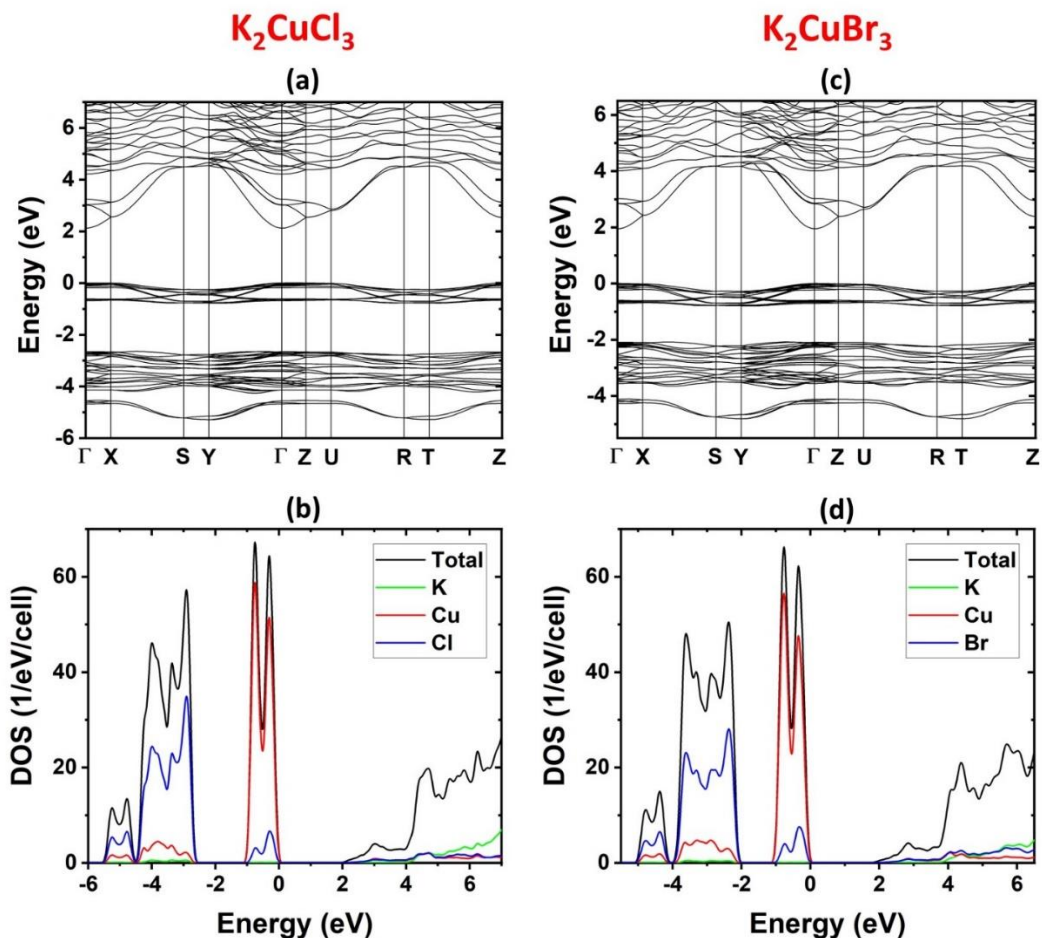 K₂CuCl₃
K₂CuBr₃
(a)
Energy (eV)
6
4
2
0
-2
-4
-6
Γ X S Y Γ Z U R T Z
(c)
Energy (eV)
6
4
2
0
-2
-4
Γ X S Y Γ Z U R T Z
(b)
DOS (1/eV/cell)
60
40
20
0
Total
K
Cu
Cl
-6 -4 -2 0 2 4 6
Energy (eV)
(d)
DOS (1/eV/cell)
60
40
20
0
Total
K
Cu
Br
-4 -2 0 2 4 6
Energy (eV)